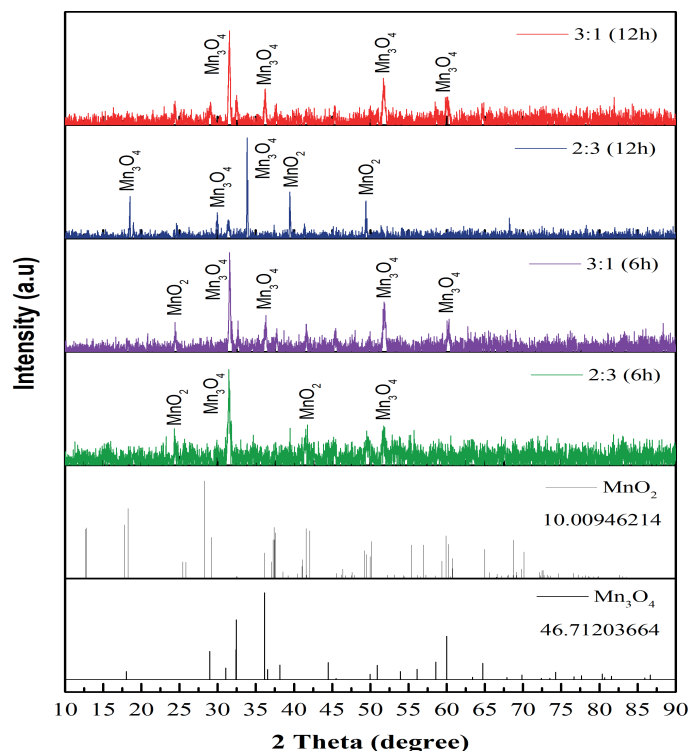 3:1 (12h)
Mn₃O₄
Mn₃O₄
Mn₃O₄
Mn₃O₄
2:3 (12h)
Mn₃O₄
Mn₃O₄
Mn₃O₄
MnO₂
MnO₂
3:1 (6h)
MnO₂
Mn₃O₄
Mn₃O₄
Mn₃O₄
Mn₃O₄
2:3 (6h)
MnO₂
Mn₃O₄
MnO₂
Mn₃O₄
MnO₂
10.00946214
Mn₃O₄
46.71203664
Intensity (a.u)
10 15 20 25 30 35 40 45 50 55 60 65 70 75 80 85 90
2 Theta (degree)